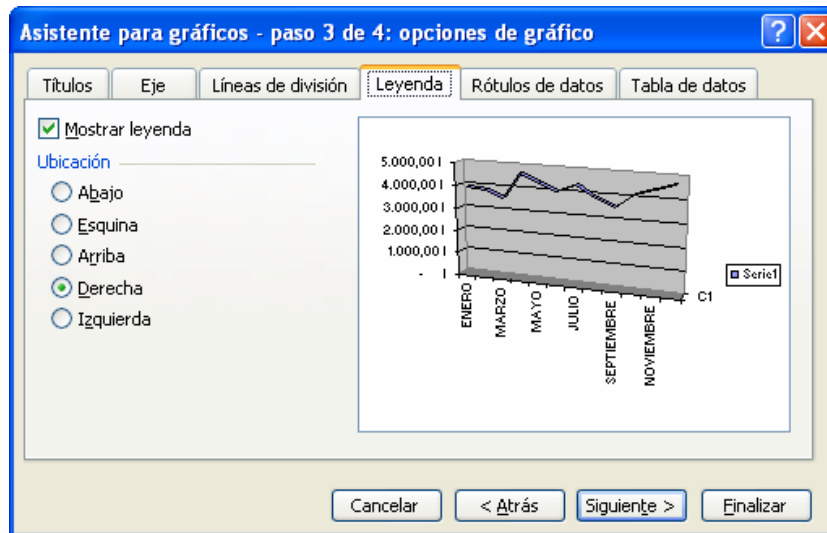 Asistente para gráficos - paso 3 de 4: opciones de gráfico
Títulos Eje Líneas de división Leyenda Rótulos de datos Tabla de datos
Mostrar leyenda
Ubicación
Abajo
Esquina
Arriba
Derecha
Izquierda
5.000,00 l
4.000,00 l
3.000,00 l
2.000,00 l
1.000,00 l
- l
ENERO
MARZO
MAYO
JULIO
SEPTIEMBRE
NOVIEMBRE
C1
Serie1
Cancelar < Atrás Siguiente > Finalizar